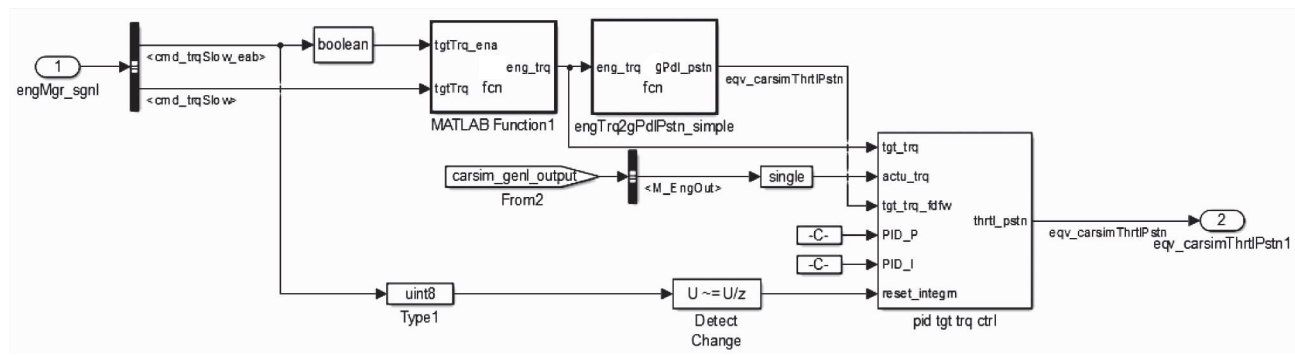 1
engMgr_sgnl
<cmd_trqSlow_eab>
<cmd_trqSlow>
boolean
tgtTrq_ena
tgtTrq
eng_trq
fcn
MATLAB Function1
eng_trq
gPdl_pstn
fcn
engTrq2gPdlPstn_simple
eqv_carsimThrtlPstn
carsim_genl_output
From2
<M_EngOut>
single
-C-
-C-
tgt_trq
actu_trq
tgt_trq_fdfw
PID_P
PID_I
reset_integrn
thrtl_pstn
pid tgt trq ctrl
eqv_carsimThrtlPstn
2
eqv_carsimThrtlPstn1
uint8
Type1
U ~= U/z
Detect
Change